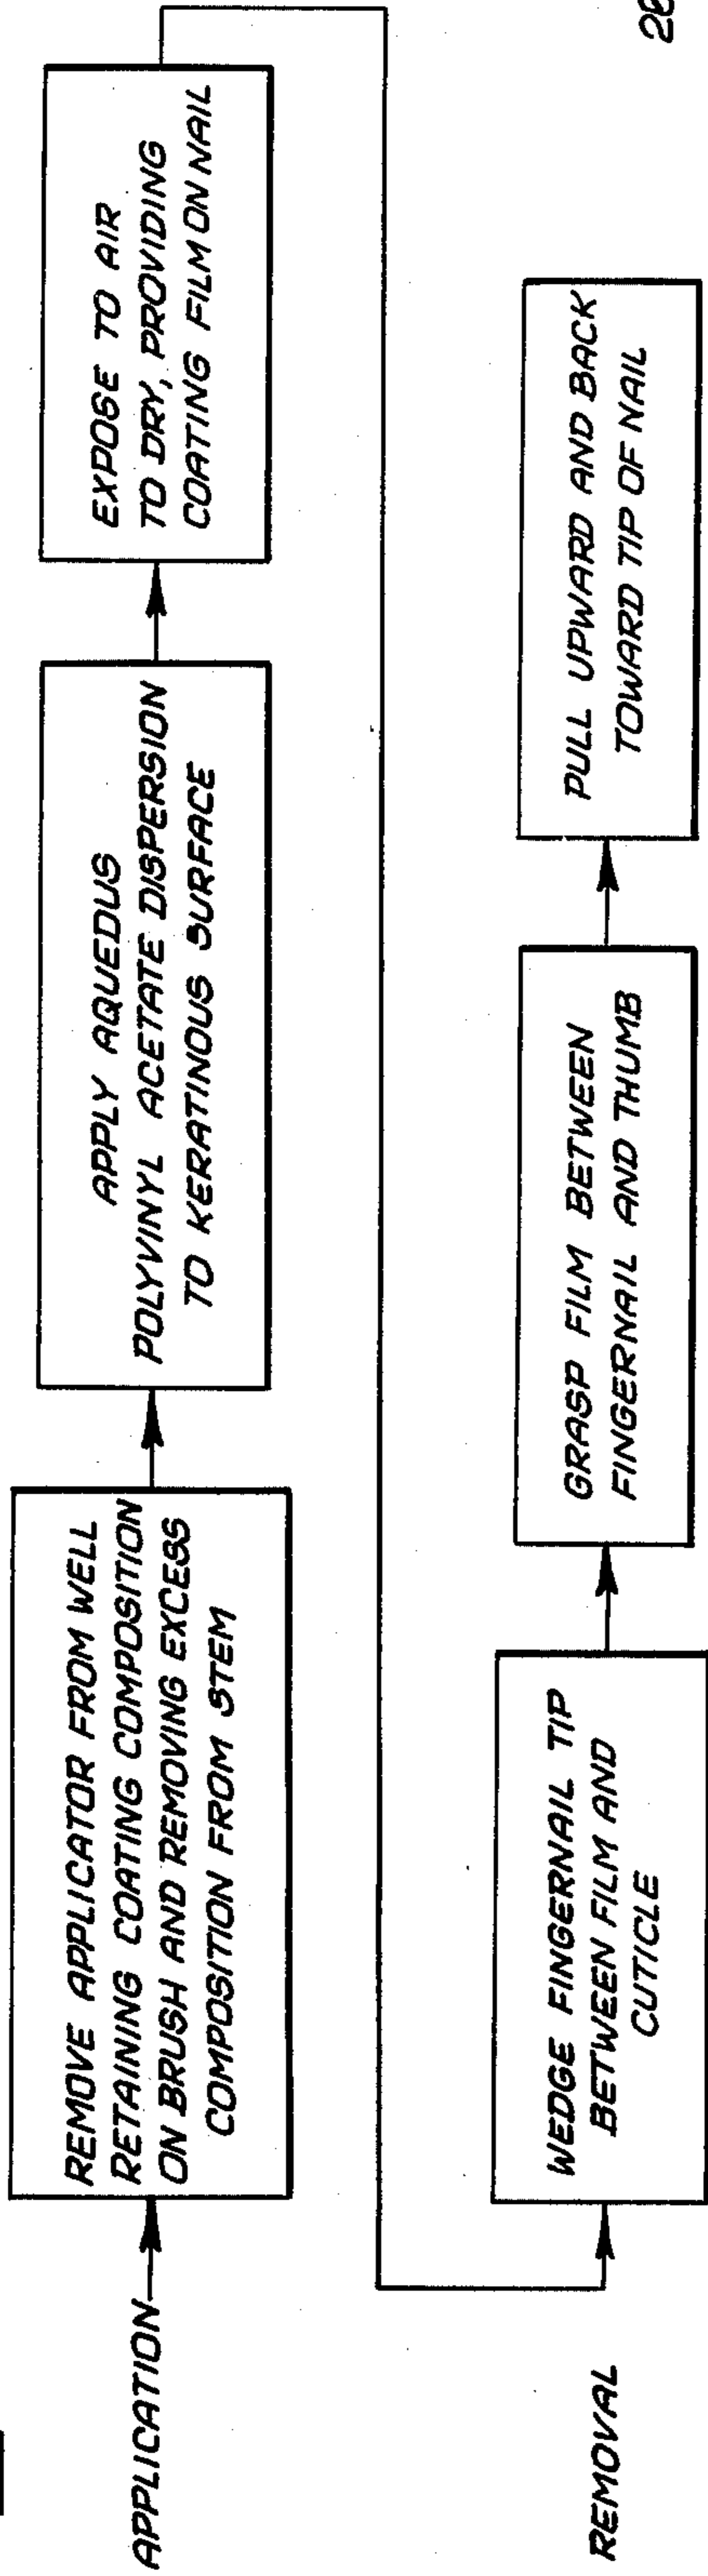 APPLICATION
REMOVE APPLICATOR FROM WELL
RETAINING COATING COMPOSITION
ON BRUSH AND REMOVING EXCESS
COMPOSITION FROM STEM
APPLY AQUEDUS
POLYVINYL ACETATE DISPERSION
TO KERATINOUS SURFACE
EXPOSE TO AIR
TO DRY, PROVIDING
COATING FILM ON NAIL
REMOVAL
WEDGE FINGERNAIL TIP
BETWEEN FILM AND
CUTICLE
GRASP FILM BETWEEN
FINGERNAIL AND THUMB
PULL UPWARD AND BACK
TOWARD TIP OF NAIL